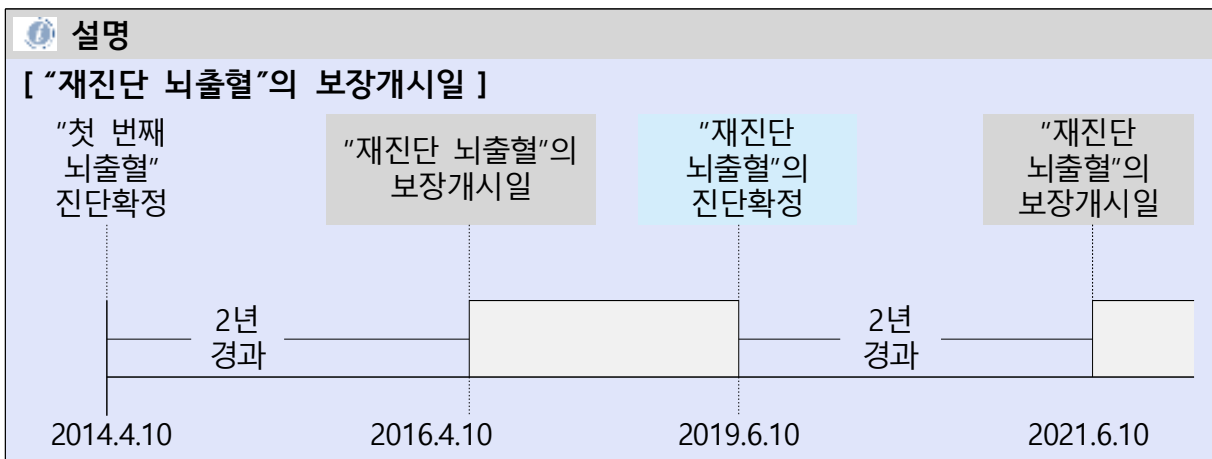 설명
[ “재진단 뇌출혈”의 보장개시일 ]
“첫 번째
뇌출혈”
진단확정
“재진단 뇌출혈”의
보장개시일
“재진단
뇌출혈”의
진단확정
“재진단
뇌출혈”의
보장개시일
2년
경과
2년
경과
2014.4.10
2016.4.10
2019.6.10
2021.6.10